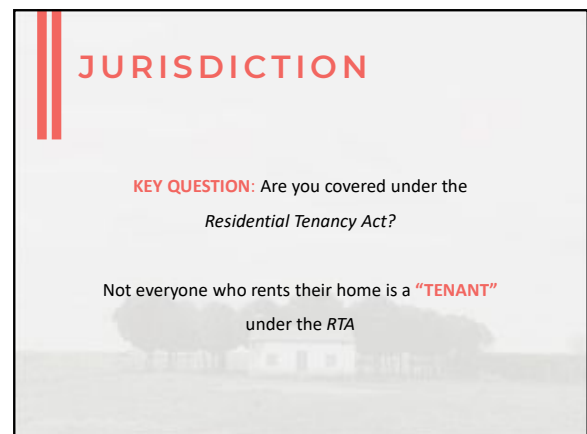 JURISDICTION
KEY QUESTION: Are you covered under the
Residential Tenancy Act?
Not everyone who rents their home is a “TENANT”
under the RTA